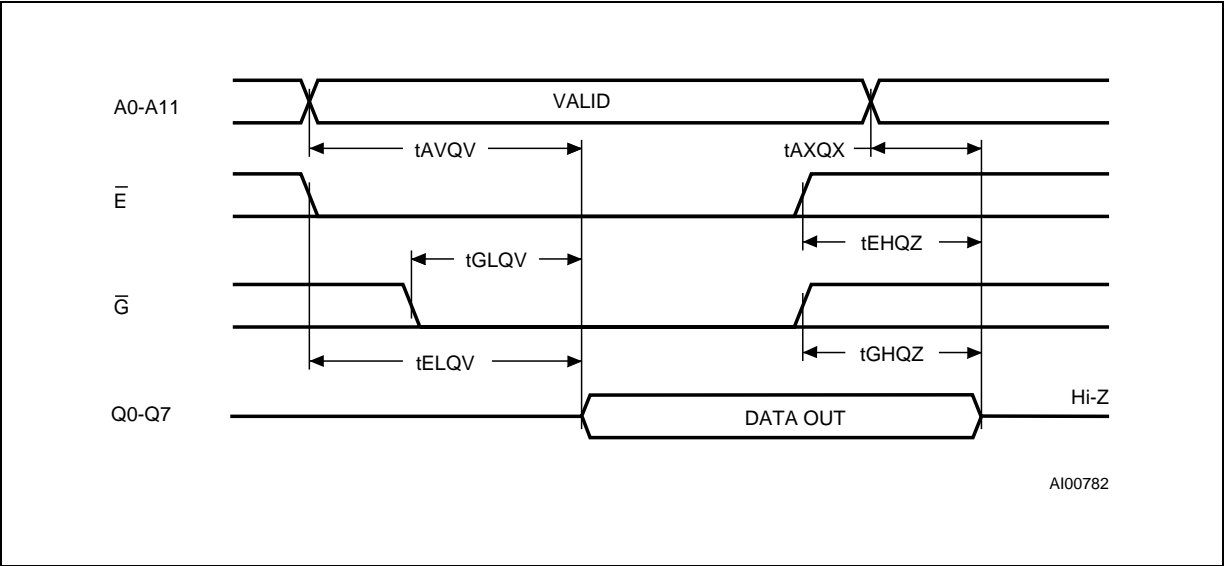 A0-A11
VALID
tAVQV
tAXQX
E̅
tEHQZ
tGLQV
G̅
tGHQZ
tELQV
Q0-Q7
DATA OUT
Hi-Z
AI00782